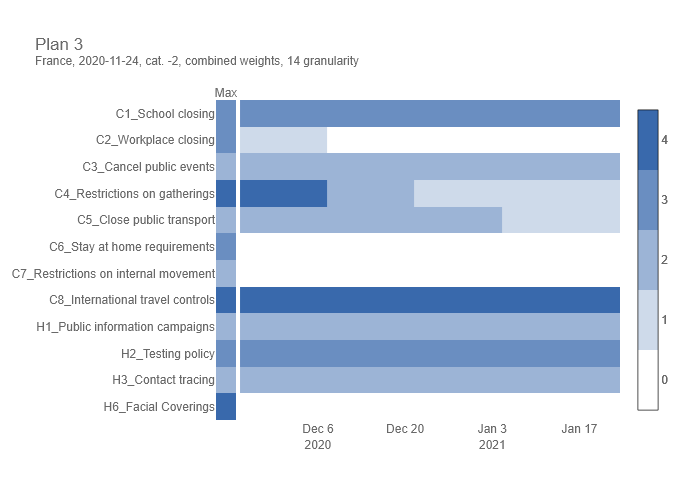 Plan 3
France, 2020-11-24, cat. -2, combined weights, 14 granularity
Max
C1_School closing
C2_Workplace closing
C3_Cancel public events
C4_Restrictions on gatherings
C5_Close public transport
C6_Stay at home requirements
C7_Restrictions on internal movement
C8_International travel controls
H1_Public information campaigns
H2_Testing policy
H3_Contact tracing
H6_Facial Coverings
Dec 6 Dec 20 Jan 3 Jan 17
2020 2021
4
3
2
1
0